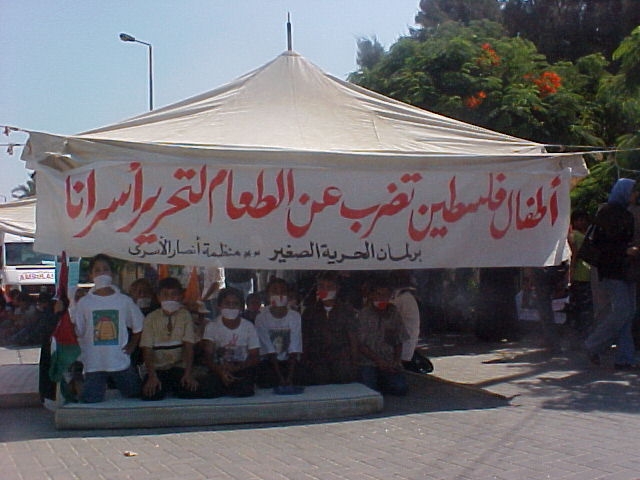 أطفال فلسطين تضرب عن الطعام لتحرير أسرانا
برلمان الحرية الصغير ** منظمة أنصار الأسرى